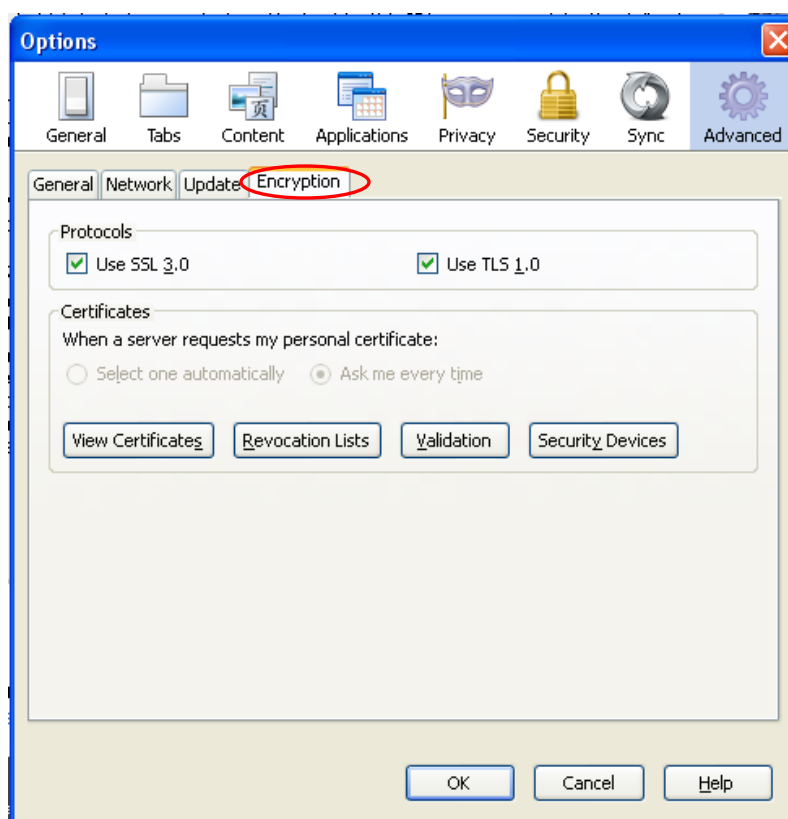 Options
General Tabs Content Applications Privacy Security Sync Advanced
General Network Update Encryption
Protocols
Use SSL 3.0 Use TLS 1.0
Certificates
When a server requests my personal certificate:
Select one automatically Ask me every time
View Certificates Revocation Lists Validation Security Devices
OK Cancel Help